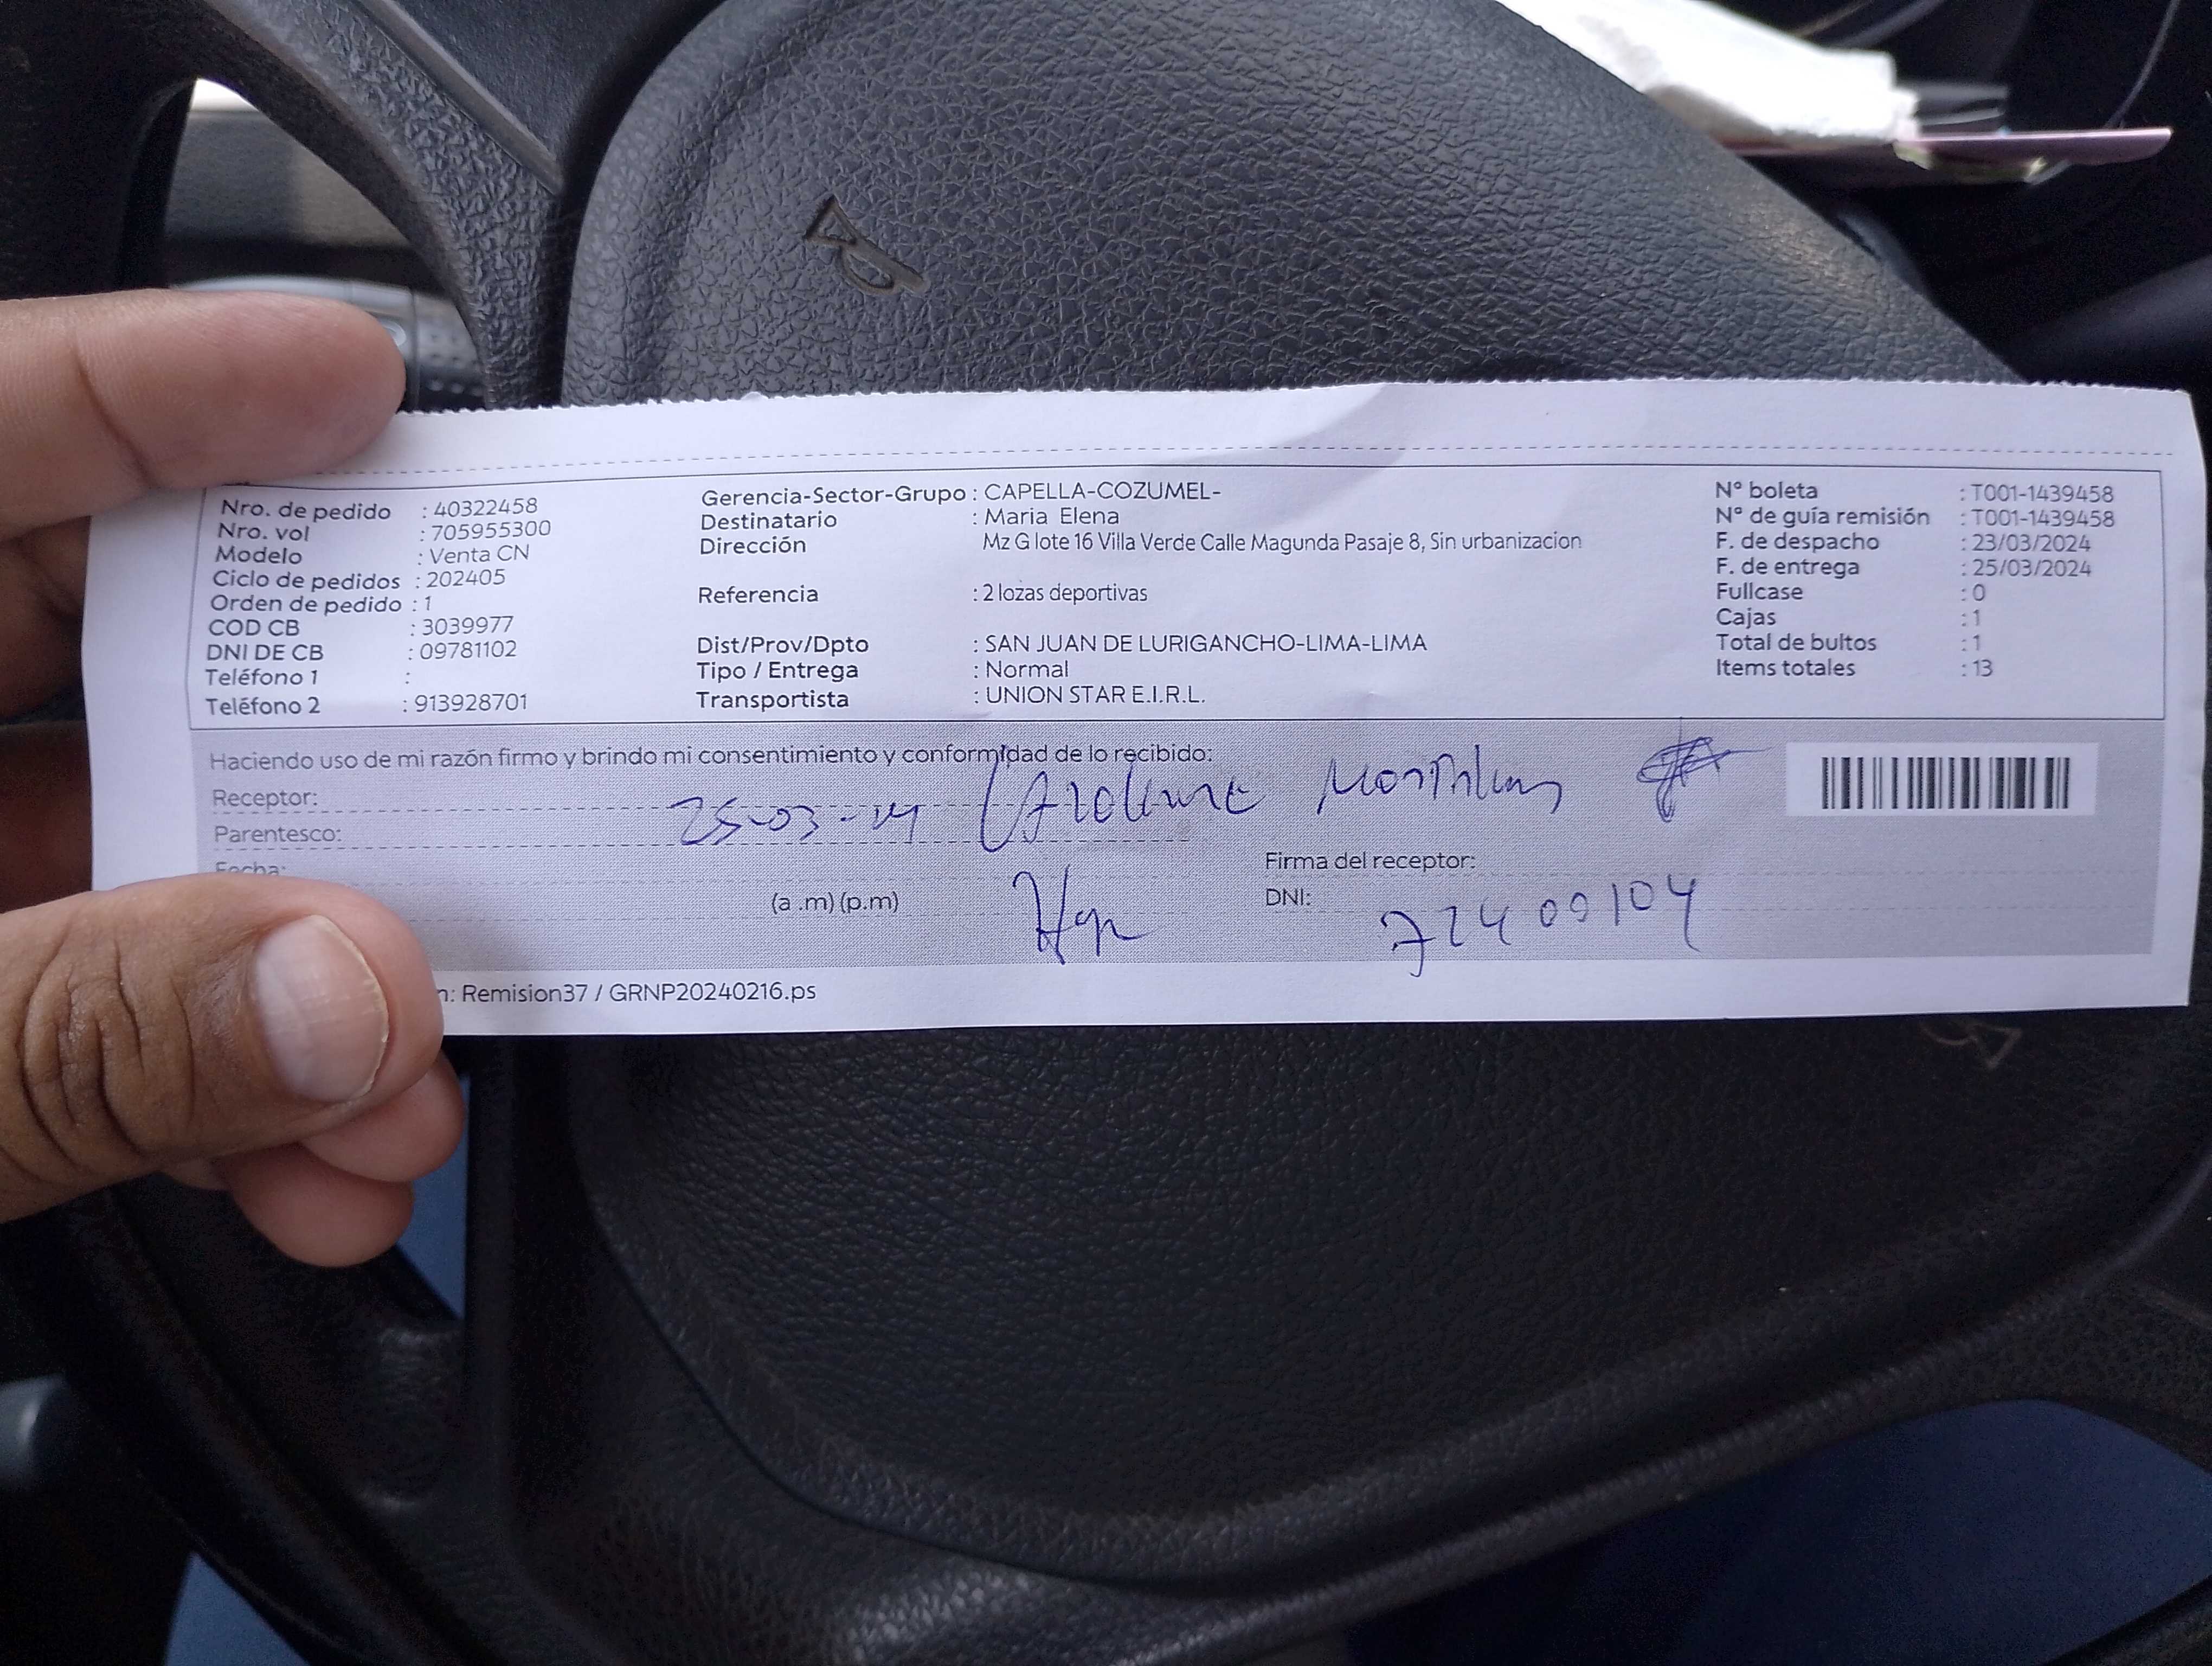 Nro. de pedido : 40322458
Nro. vol : 705955300
Modelo : Venta CN
Ciclo de pedidos : 202405
Orden de pedido : 1
COD CB : 3039977
DNI DE CB : 09781102
Teléfono 1 :
Teléfono 2 : 913928701
Gerencia-Sector-Grupo : CAPELLA-COZUMEL-
Destinatario : Maria Elena
Dirección Mz G lote 16 Villa Verde Calle Magunda Pasaje 8, Sin urbanizacion
Referencia : 2 lozas deportivas
Dist/Prov/Dpto : SAN JUAN DE LURIGANCHO-LIMA-LIMA
Tipo / Entrega : Normal
Transportista : UNION STAR E.I.R.L.
N° boleta : T001-1439458
N° de guía remisión : T001-1439458
F. de despacho : 23/03/2024
F. de entrega : 25/03/2024
Fullcase : 0
Cajas : 1
Total de bultos : 1
Items totales : 13
Haciendo uso de mi razón firmo y brindo mi consentimiento y conformidad de lo recibido:
Receptor:
Parentesco:
Fecha:
(a .m) (p.m)
Firma del receptor:
DNI: 72400104
n: Remision37 / GRNP20240216.ps